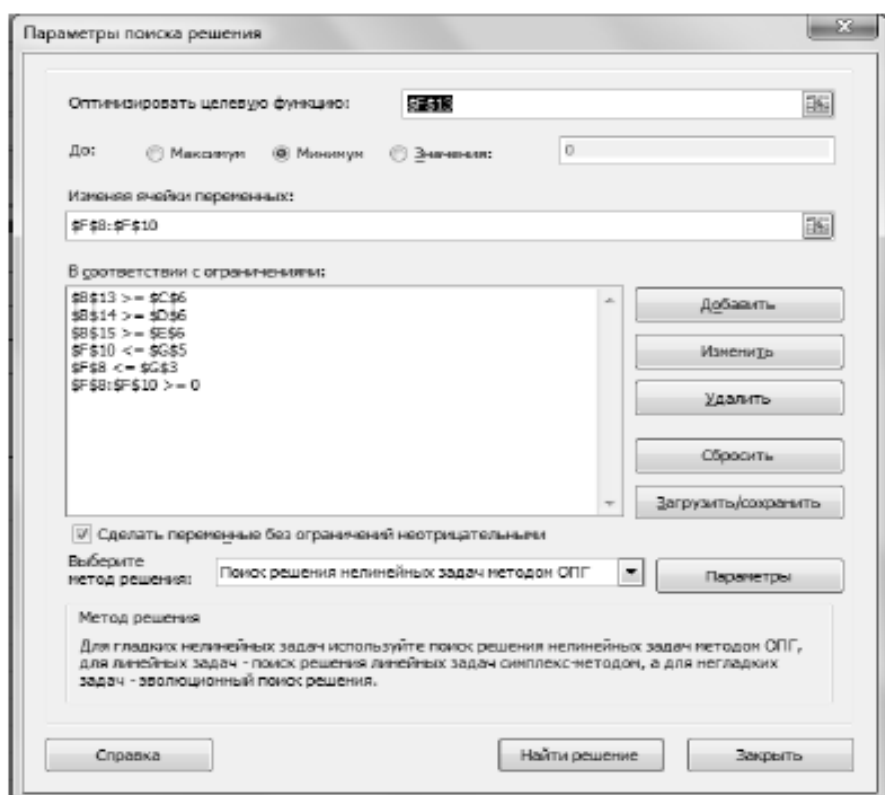 Параметры поиска решения
Оптимизировать целевую функцию: $F$13
До: Максимум Минимум Значения: 0
Изменяя ячейки переменных:
$F$8:$F$10
В соответствии с ограничениями:
$B$13 >= $C$6
$B$14 >= $D$6
$B$15 >= $E$6
$F$10 <= $G$5
$F$8 <= $G$3
$F$8:$F$10 >= 0
Добавить
Изменить
Удалить
Сбросить
Загрузить/сохранить
Сделать переменные без ограничений неотрицательными
Выберите
метод решения: Поиск решения нелинейных задач методом ОПГ Параметры
Метод решения
Для гладких нелинейных задач используйте поиск решения нелинейных задач методом ОПГ,
для линейных задач - поиск решения линейных задач симплекс-методом, а для негладких
задач - эволюционный поиск решения.
Справка Найти решение Закрыть